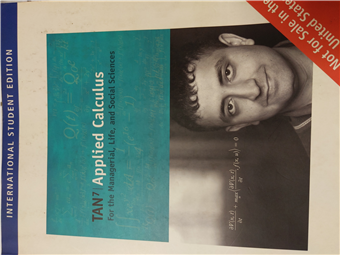 INTERNATIONAL STUDENT EDITION
Not for Sale in the
United State
TAN⁷ Applied Calculus
For the Managerial, Life, and Social Sciences